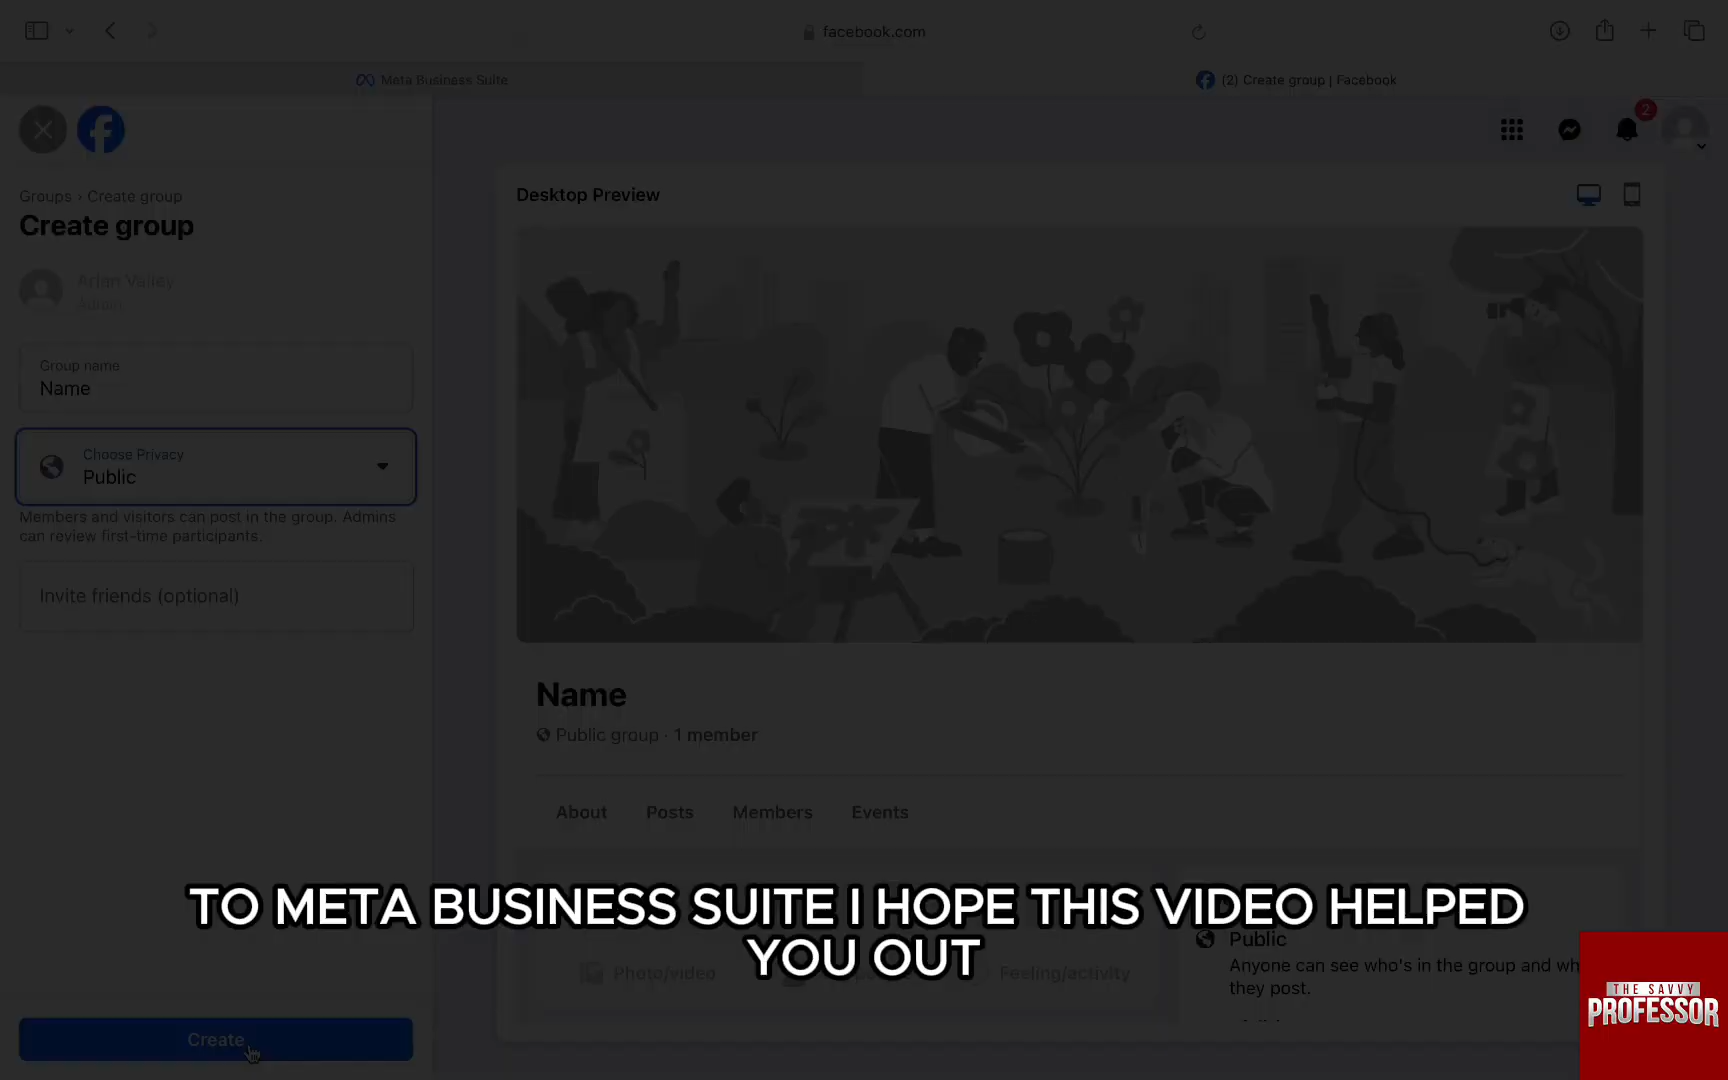 facebook.com
Meta Business Suite
(2) Create group | Facebook
2
Groups › Create group
Create group
Arlan Valley
Admin
Group name
Name
Choose Privacy
Public
Members and visitors can post in the group. Admins
can review first-time participants.
Invite friends (optional)
Create
Desktop Preview
Name
Public group · 1 member
About Posts Members Events
Photo/video
Feeling/activity
Public
Anyone can see who's in the group and wh
they post.
TO META BUSINESS SUITE I HOPE THIS VIDEO HELPED
YOU OUT
THE SAVVY
PROFESSOR